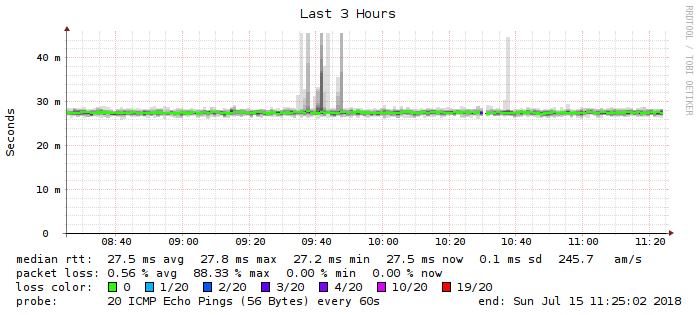 Last 3 Hours
RRDTOOL / TOBI OETIKER
Seconds
40 m
30 m
20 m
10 m
0
08:40 09:00 09:20 09:40 10:00 10:20 10:40 11:00 11:20
median rtt: 27.5 ms avg 27.8 ms max 27.2 ms min 27.5 ms now 0.1 ms sd 245.7 am/s
packet loss: 0.56 % avg 88.33 % max 0.00 % min 0.00 % now
loss color: 0 1/20 2/20 3/20 4/20 10/20 19/20
probe: 20 ICMP Echo Pings (56 Bytes) every 60s end: Sun Jul 15 11:25:02 2018